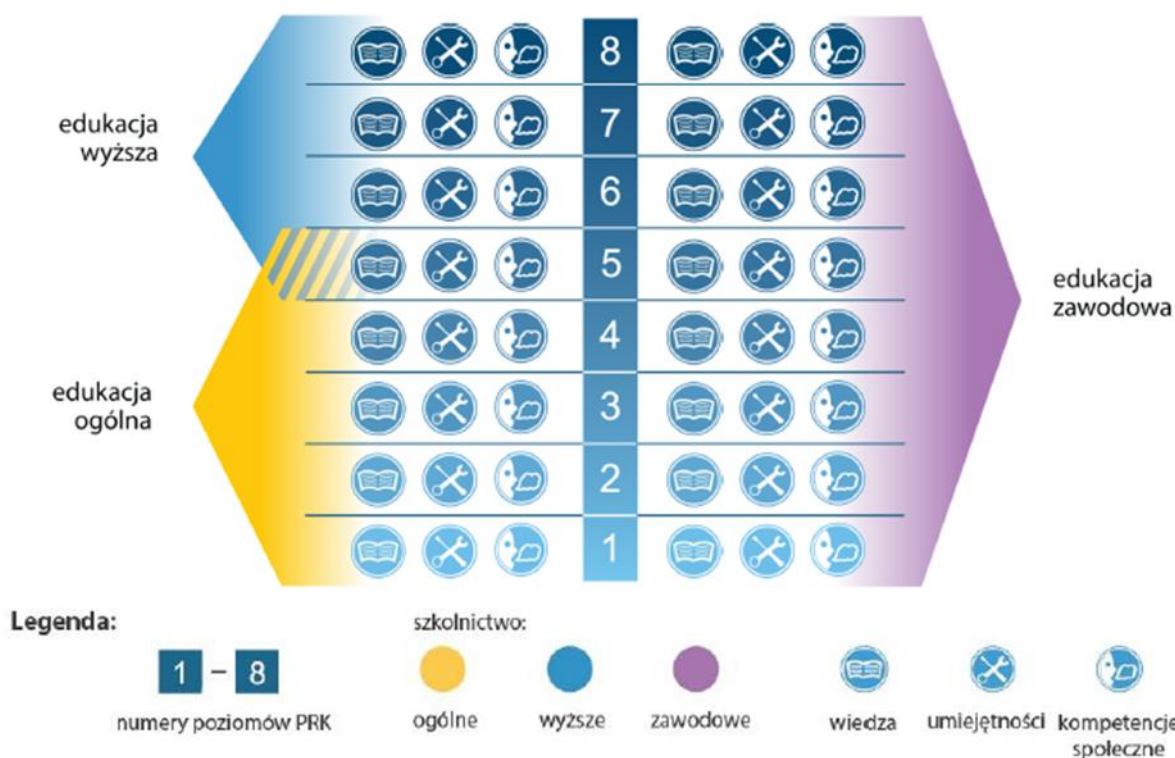 edukacja
wyższa
edukacja
ogólna
8
7
6
5
4
3
2
1
edukacja
zawodowa
Legenda:
1 – 8
numery poziomów PRK
szkolnictwo:
ogólne
wyższe
zawodowe
wiedza
umiejętności
kompetencje
społeczne